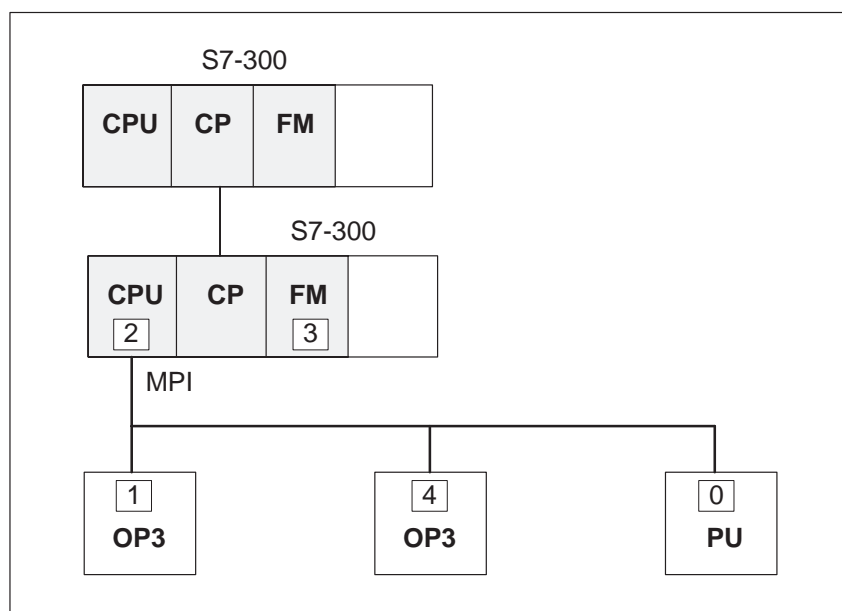 S7-300
CPU CP FM
S7-300
CPU CP FM
2 3
MPI
1 4 0
OP3 OP3 PU